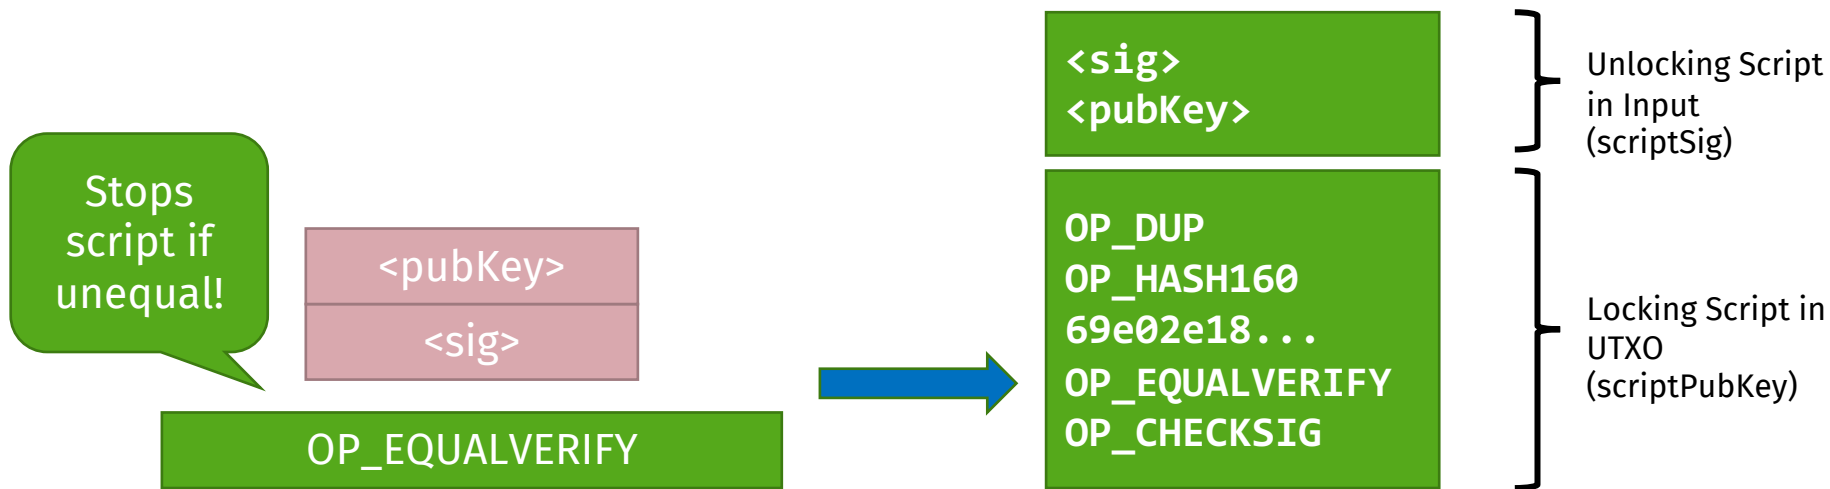 Stops
script if
unequal!
<pubKey>
<sig>
OP_EQUALVERIFY
<sig>
<pubKey>
OP_DUP
OP_HASH160
69e02e18...
OP_EQUALVERIFY
OP_CHECKSIG
Unlocking Script
in Input
(scriptSig)
Locking Script in
UTXO
(scriptPubKey)